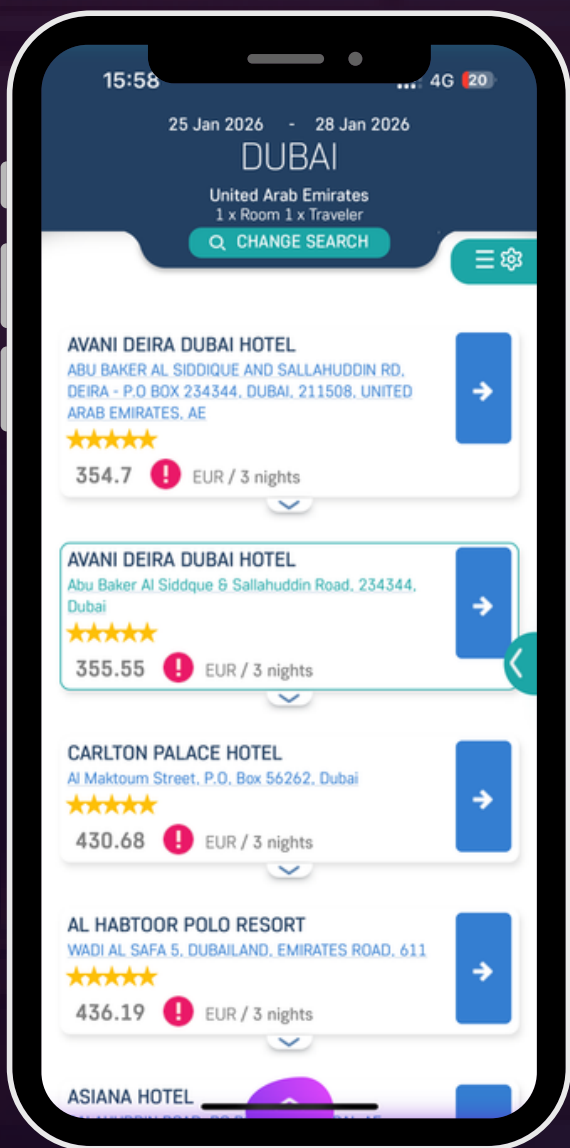 15:58
4G 20
25 Jan 2026 - 28 Jan 2026
DUBAI
United Arab Emirates
1 x Room 1 x Traveler
CHANGE SEARCH
AVANI DEIRA DUBAI HOTEL
ABU BAKER AL SIDDIQUE AND SALLAHUDDIN RD,
DEIRA - P.O BOX 234344, DUBAI, 211508, UNITED
ARAB EMIRATES, AE
354.7 ! EUR / 3 nights
AVANI DEIRA DUBAI HOTEL
Abu Baker Al Siddque & Sallahuddin Road, 234344,
Dubai
355.55 ! EUR / 3 nights
CARLTON PALACE HOTEL
Al Maktoum Street, P.O. Box 56262, Dubai
430.68 ! EUR / 3 nights
AL HABTOOR POLO RESORT
WADI AL SAFA 5, DUBAILAND, EMIRATES ROAD, 611
436.19 ! EUR / 3 nights
ASIANA HOTEL